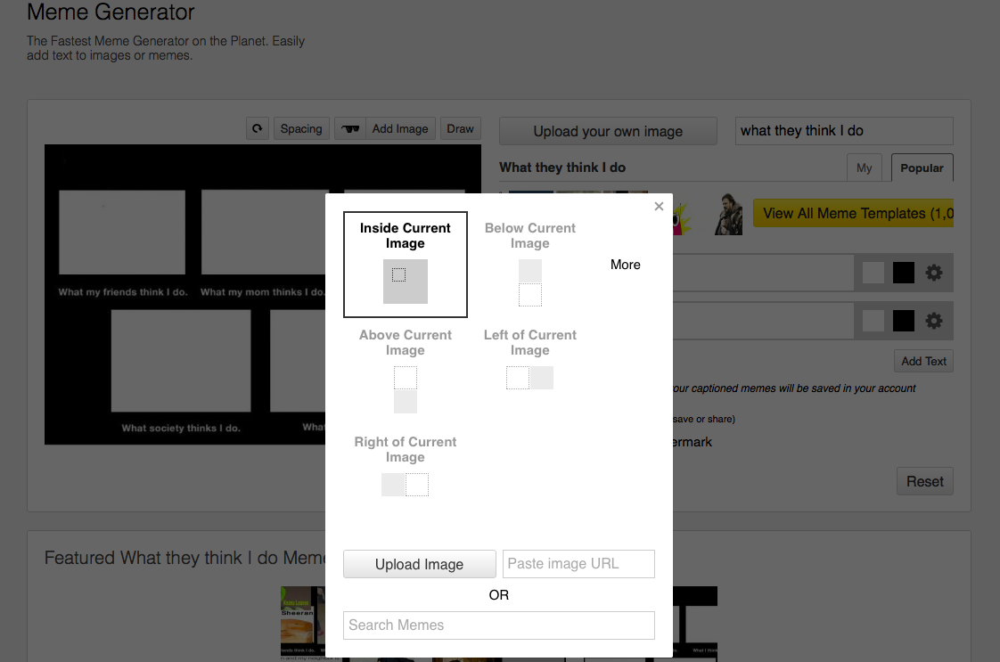 Meme Generator
The Fastest Meme Generator on the Planet. Easily
add text to images or memes.
Spacing
Add Image
Draw
Upload your own image
what they think I do
What they think I do
My
Popular
View All Meme Templates (1,0
What my friends think I do.
What my mom thinks I do.
What society thinks I do.
What
Inside Current
Image
Below Current
Image
More
Above Current
Image
Left of Current
Image
Right of Current
Image
Upload Image
Paste image URL
OR
Search Memes
Add Text
your captioned memes will be saved in your account
save or share)
ermark
Reset
Featured What they think I do Meme
Sheeran